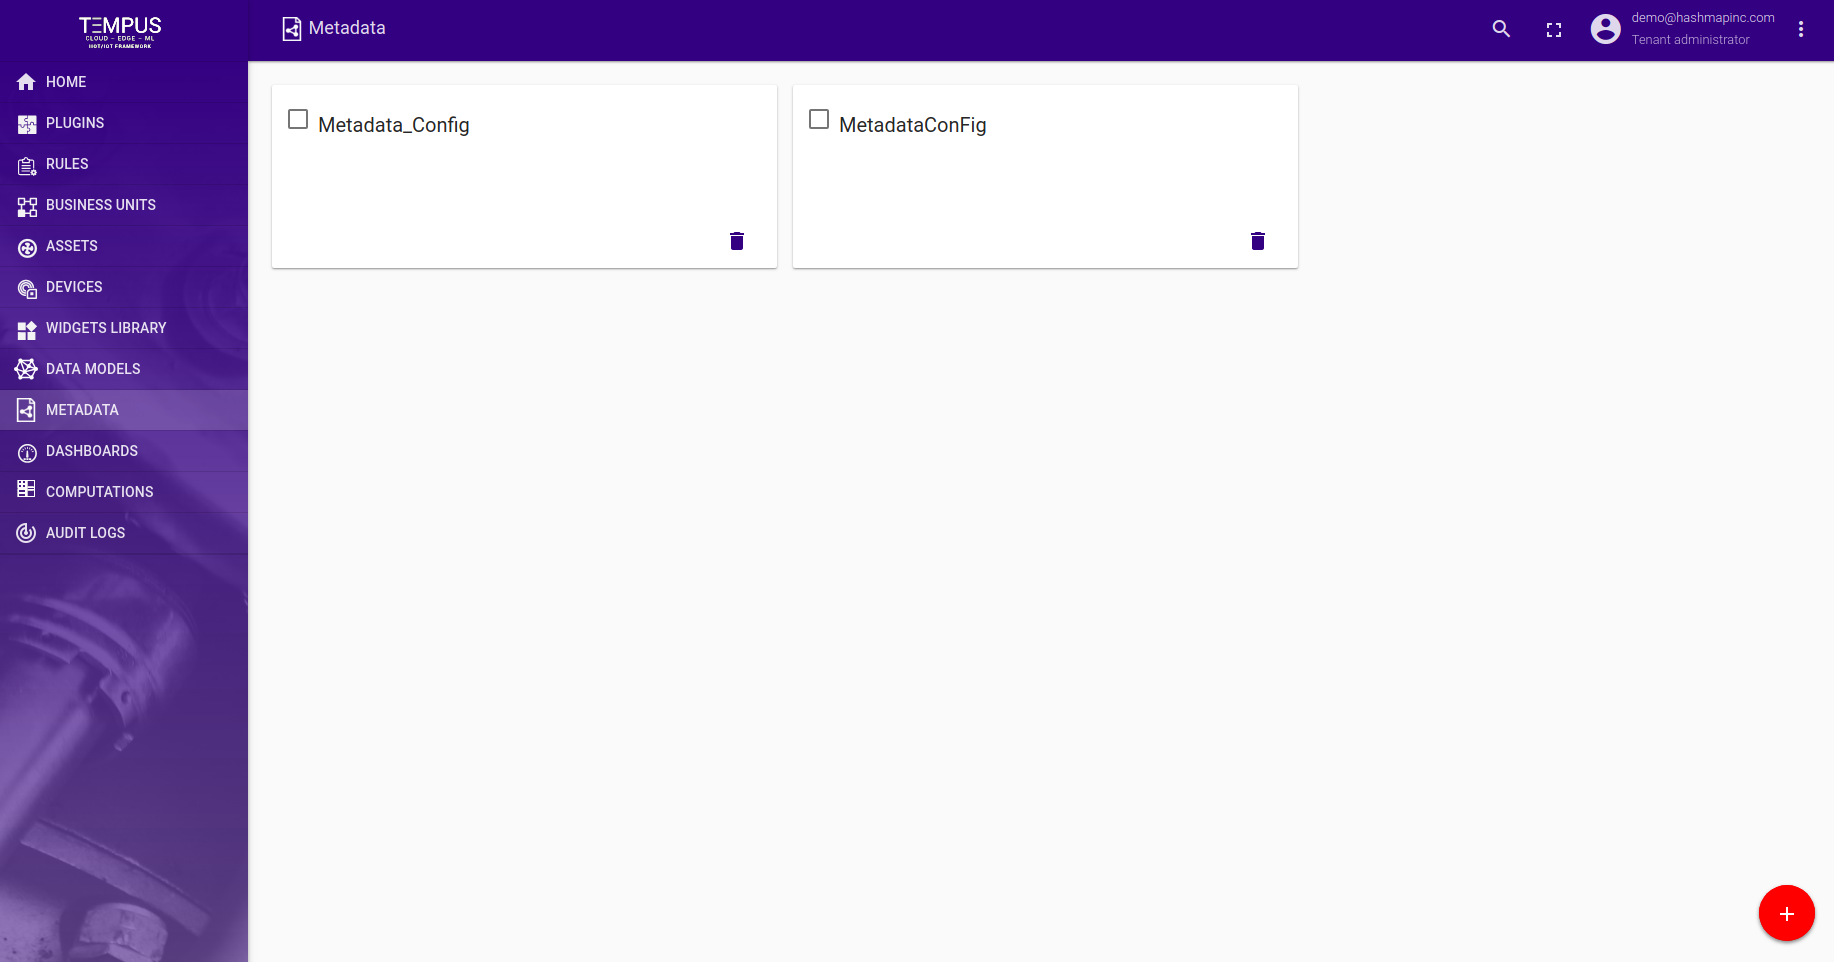 TEMPUS
CLOUD - EDGE - ML
IIOT/IOT FRAMEWORK
Metadata
demo@hashmapinc.com
Tenant administrator
HOME
PLUGINS
RULES
BUSINESS UNITS
ASSETS
DEVICES
WIDGETS LIBRARY
DATA MODELS
METADATA
DASHBOARDS
COMPUTATIONS
AUDIT LOGS
Metadata_Config
MetadataConFig